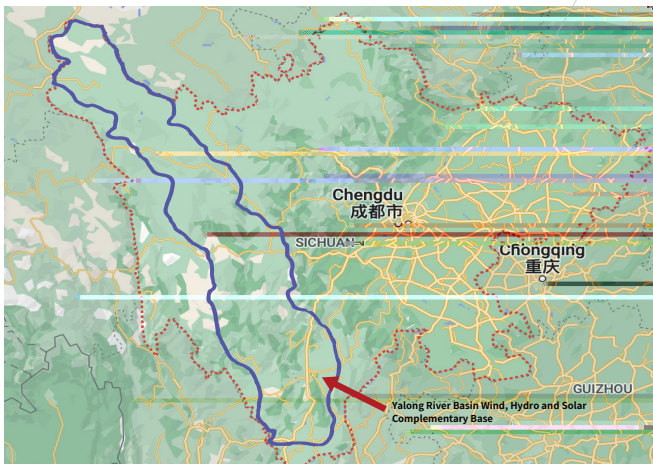 Chengdu
成都市
SICHUAN
Chongqing
重庆
GUIZHOU
Yalong River Basin Wind, Hydro and Solar
Complementary Base